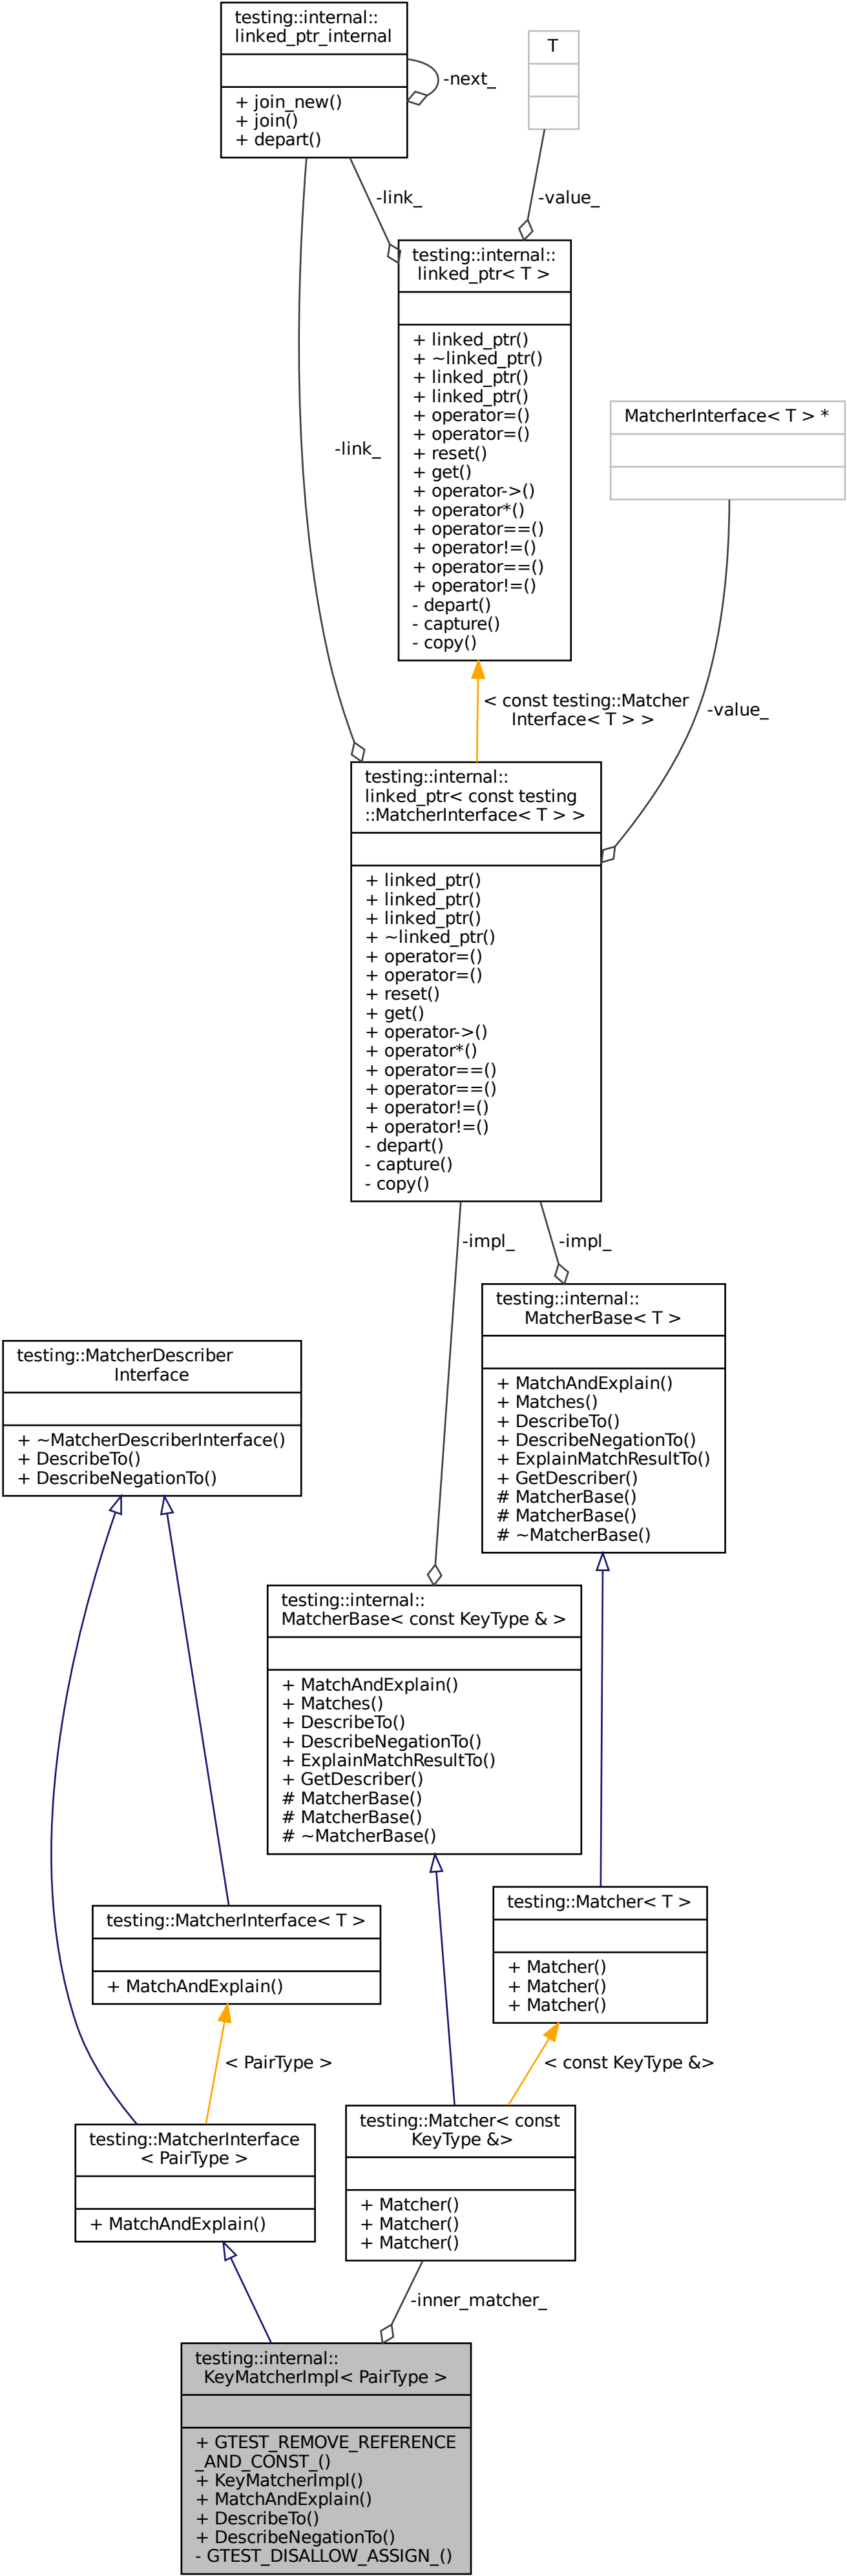 testing::internal::
linked_ptr_internal
+ join_new()
+ join()
+ depart()
-next_
T
-link_
-value_
testing::internal::
linked_ptr< T >
+ linked_ptr()
+ ~linked_ptr()
+ linked_ptr()
+ linked_ptr()
+ operator=()
+ operator=()
+ reset()
+ get()
+ operator->()
+ operator*()
+ operator==()
+ operator!=()
+ operator==()
+ operator!=()
- depart()
- capture()
- copy()
-link_
MatcherInterface< T > *
< const testing::Matcher
Interface< T > >
-value_
testing::internal::
linked_ptr< const testing
::MatcherInterface< T > >
+ linked_ptr()
+ linked_ptr()
+ linked_ptr()
+ ~linked_ptr()
+ operator=()
+ operator=()
+ reset()
+ get()
+ operator->()
+ operator*()
+ operator==()
+ operator==()
+ operator!=()
+ operator!=()
- depart()
- capture()
- copy()
-impl_
-impl_
testing::internal::
MatcherBase< T >
+ MatchAndExplain()
+ Matches()
+ DescribeTo()
+ DescribeNegationTo()
+ ExplainMatchResultTo()
+ GetDescriber()
# MatcherBase()
# MatcherBase()
# ~MatcherBase()
testing::MatcherDescriber
Interface
+ ~MatcherDescriberInterface()
+ DescribeTo()
+ DescribeNegationTo()
testing::internal::
MatcherBase< const KeyType & >
+ MatchAndExplain()
+ Matches()
+ DescribeTo()
+ DescribeNegationTo()
+ ExplainMatchResultTo()
+ GetDescriber()
# MatcherBase()
# MatcherBase()
# ~MatcherBase()
testing::Matcher< T >
+ Matcher()
+ Matcher()
+ Matcher()
testing::MatcherInterface< T >
+ MatchAndExplain()
< PairType >
< const KeyType &>
testing::MatcherInterface
< PairType >
+ MatchAndExplain()
testing::Matcher< const
KeyType &>
+ Matcher()
+ Matcher()
+ Matcher()
-inner_matcher_
testing::internal::
KeyMatcherImpl< PairType >
+ GTEST_REMOVE_REFERENCE
_AND_CONST_()
+ KeyMatcherImpl()
+ MatchAndExplain()
+ DescribeTo()
+ DescribeNegationTo()
- GTEST_DISALLOW_ASSIGN_()